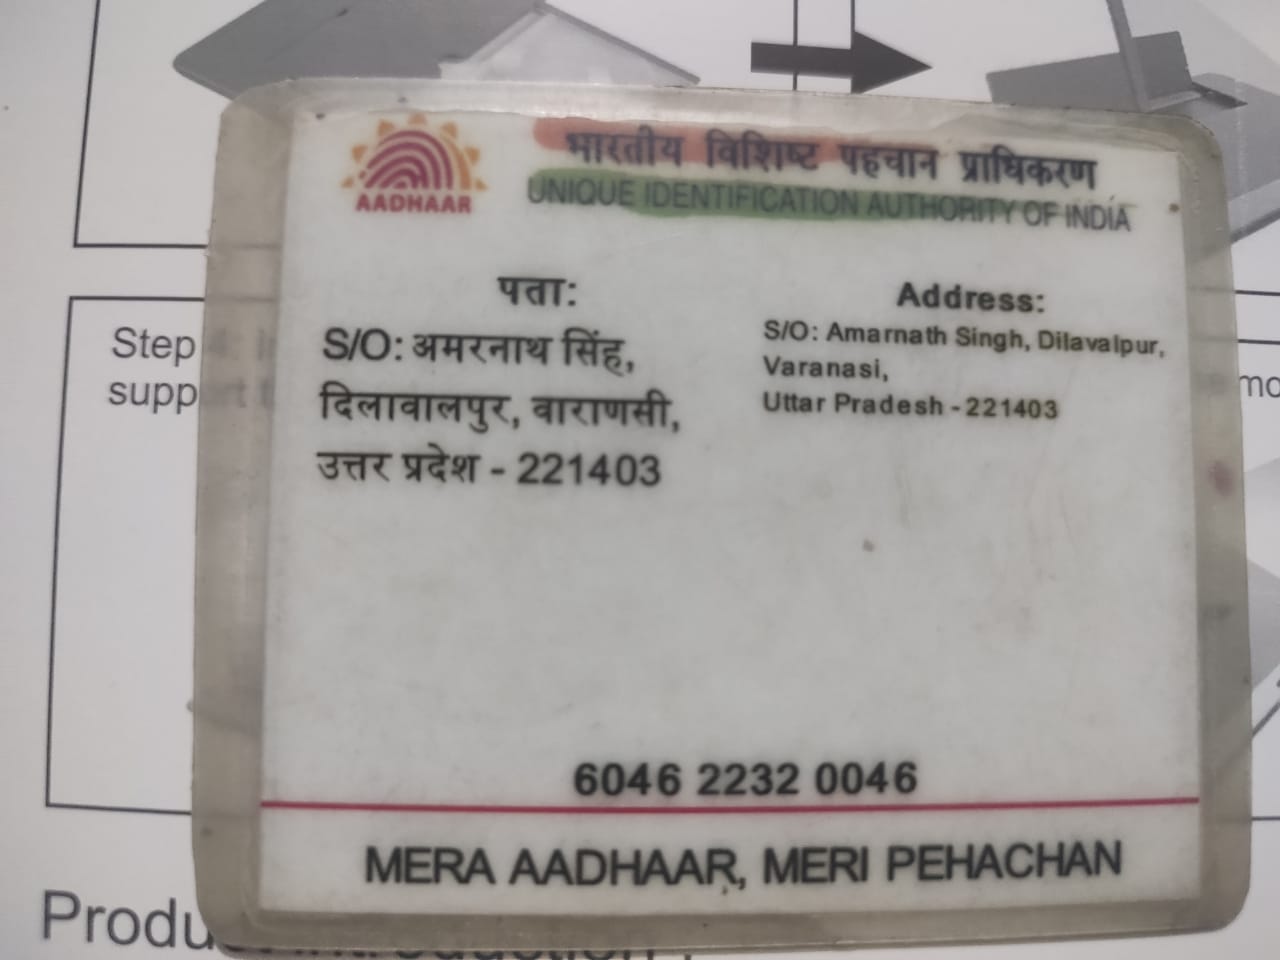 AADHAAR
भारतीय विशिष्ट पहचान प्राधिकरण
UNIQUE IDENTIFICATION AUTHORITY OF INDIA
पता:
S/O: अमरनाथ सिंह,
दिलावालपुर, वाराणसी,
उत्तर प्रदेश - 221403
Address:
S/O: Amarnath Singh, Dilavalpur,
Varanasi,
Uttar Pradesh - 221403
6046 2232 0046
MERA AADHAAR, MERI PEHACHAN
Step